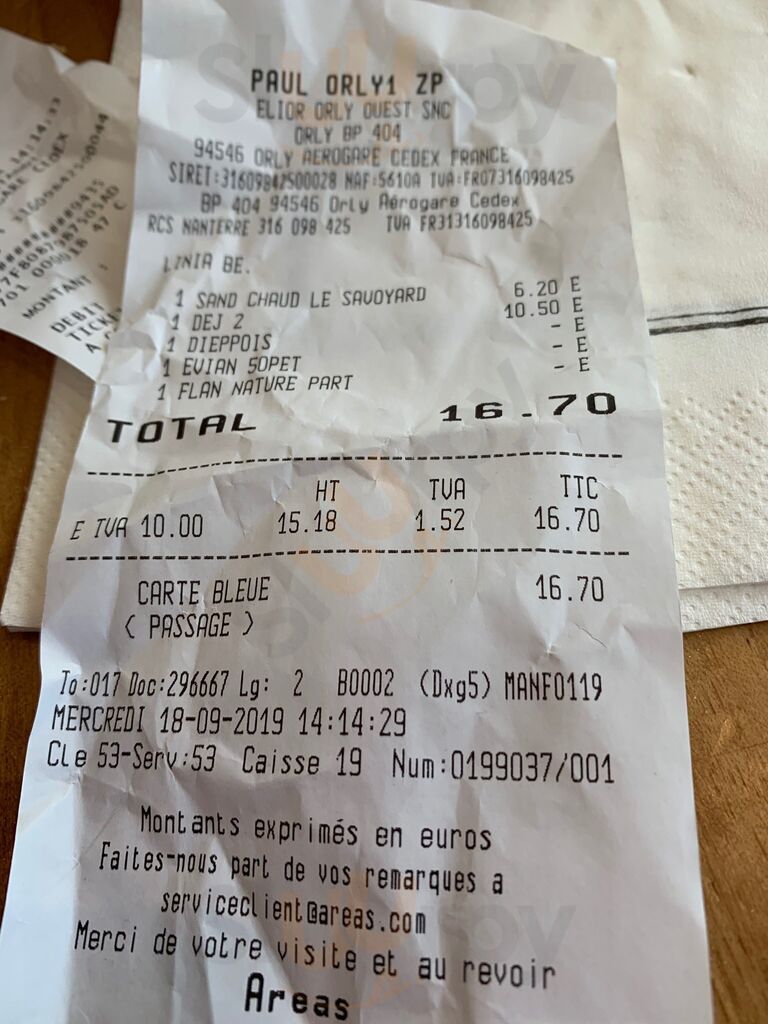 PAUL ORLY1 ZP
ELIOR ORLY OUEST SNC
ORLY BP 404
94546 ORLY AEROGARE CEDEX FRANCE
SIRET:31609842500028 NAF:5610A TVA:FR07316098425
BP 404 94546 Orly Aérogare Cedex
RCS NANTERRE 316 098 425 TVA FR31316098425
LINIA BE.
1 SAND CHAUD LE SAVOYARD 6.20 E
1 DEJ 2 10.50 E
1 DIEPPOIS - E
1 EVIAN 50PET - E
1 FLAN NATURE PART - E
TOTAL 16.70
HT TVA TTC
E TVA 10.00 15.18 1.52 16.70
CARTE BLEUE 16.70
( PASSAGE )
To:017 Doc:296667 Lg: 2 B0002 (Dxg5) MANF0119
MERCREDI 18-09-2019 14:14:29
Cle 53-Serv:53 Caisse 19 Num:0199037/001
Montants exprimés en euros
Faites-nous part de vos remarques a
serviceclient@areas.com
Merci de votre visite et au revoir
Areas
CEDEX
MONTANT
DEBIT